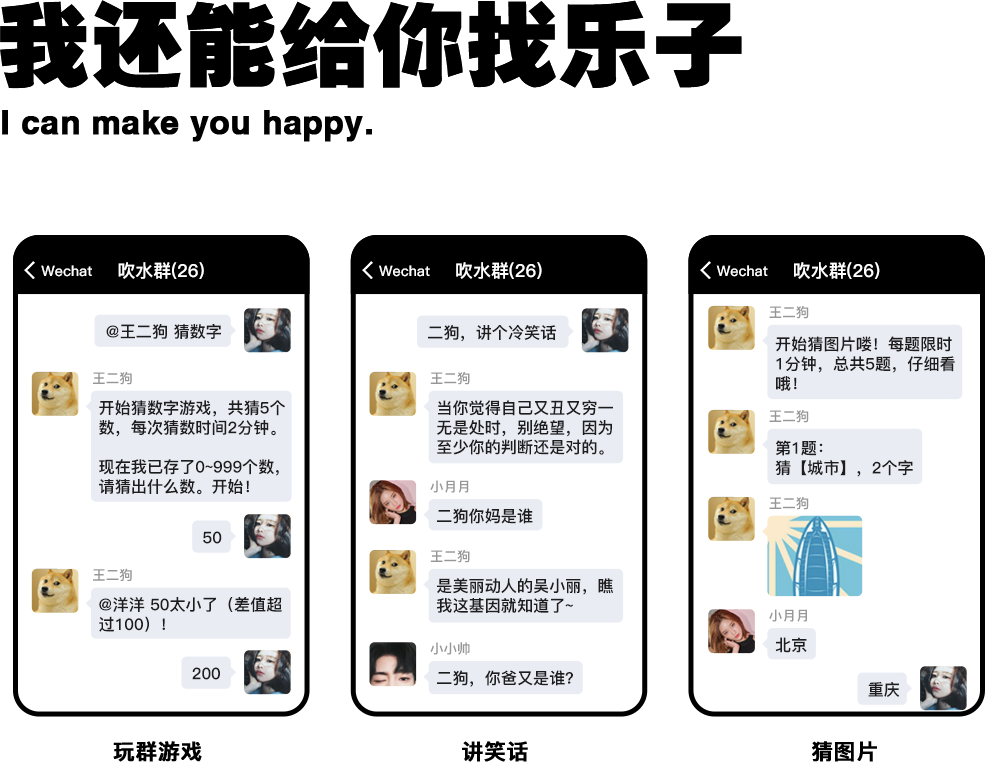 我还能给你找乐子
I can make you happy.
Wechat 吹水群(26)
@王二狗 猜数字
王二狗
开始猜数字游戏，共猜5个
数，每次猜数时间2分钟。
现在我已存了0~999个数，
请猜出什么数。开始！
50
王二狗
@洋洋 50太小了（差值超
过100）！
200
玩群游戏
Wechat 吹水群(26)
二狗，讲个冷笑话
王二狗
当你觉得自己又丑又穷一
无是处时，别绝望，因为
至少你的判断还是对的。
小月月
二狗你妈是谁
王二狗
是美丽动人的吴小丽，瞧
我这基因就知道了~
小小帅
二狗，你爸又是谁?
讲笑话
Wechat 吹水群(26)
王二狗
开始猜图片喽！每题限时
1分钟，总共5题，仔细看
哦！
王二狗
第1题：
猜【城市】，2个字
王二狗
小月月
北京
重庆
猜图片